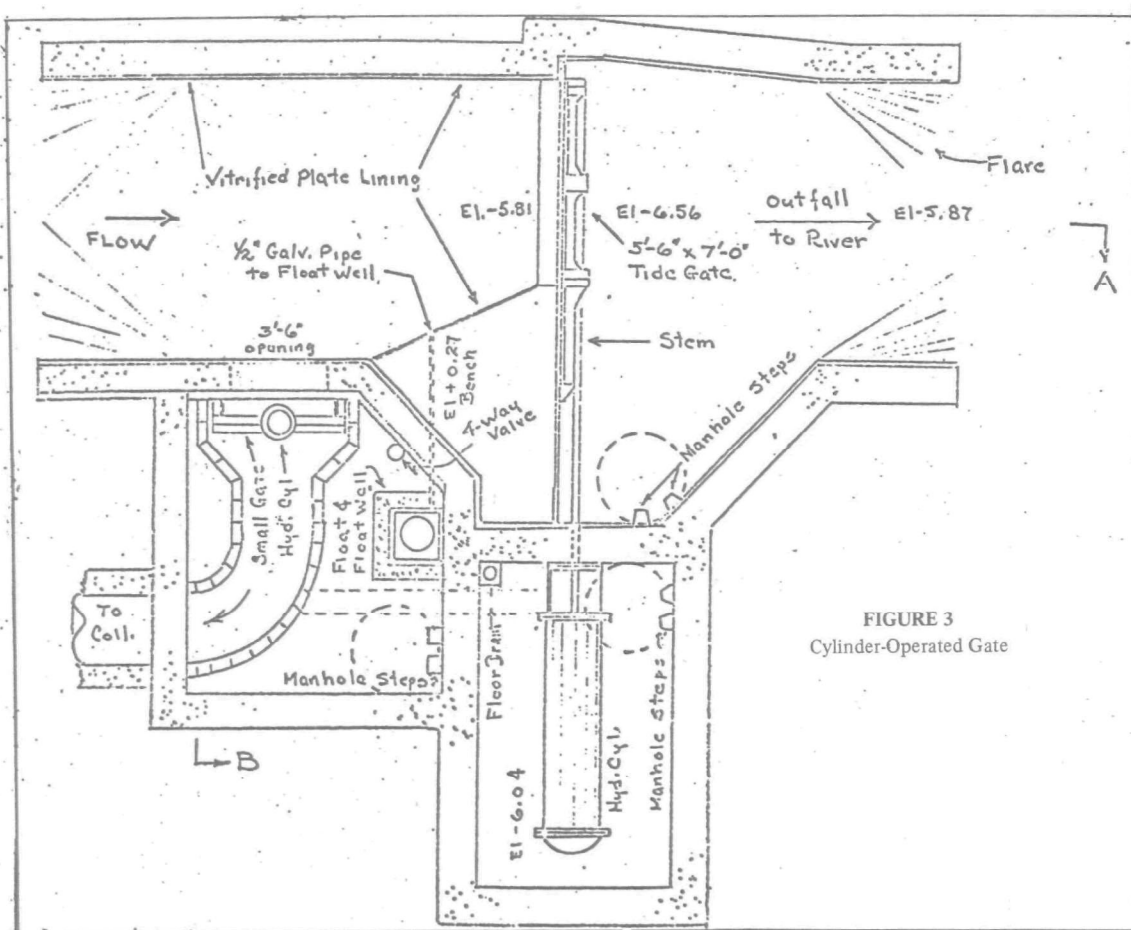 Vitrified Plate Lining
Flare
El.-5.81
El-6.56
Outfall
to River
El-5.87
FLOW
5'-6" x 7'-0"
Tide Gate.
A
1/2" Galv. Pipe
to Float Well.
3'-6"
opening
Stem
El+0.27
Bench
4-Way
Valve
Manhole Steps
Small Gate
Hyd. Cyl.
Float &
Float Well
To
Coll.
Manhole Steps
Floor Drain
Hyd. Cyl.
Manhole Steps
FIGURE 3
Cylinder-Operated Gate
B
El-6.04